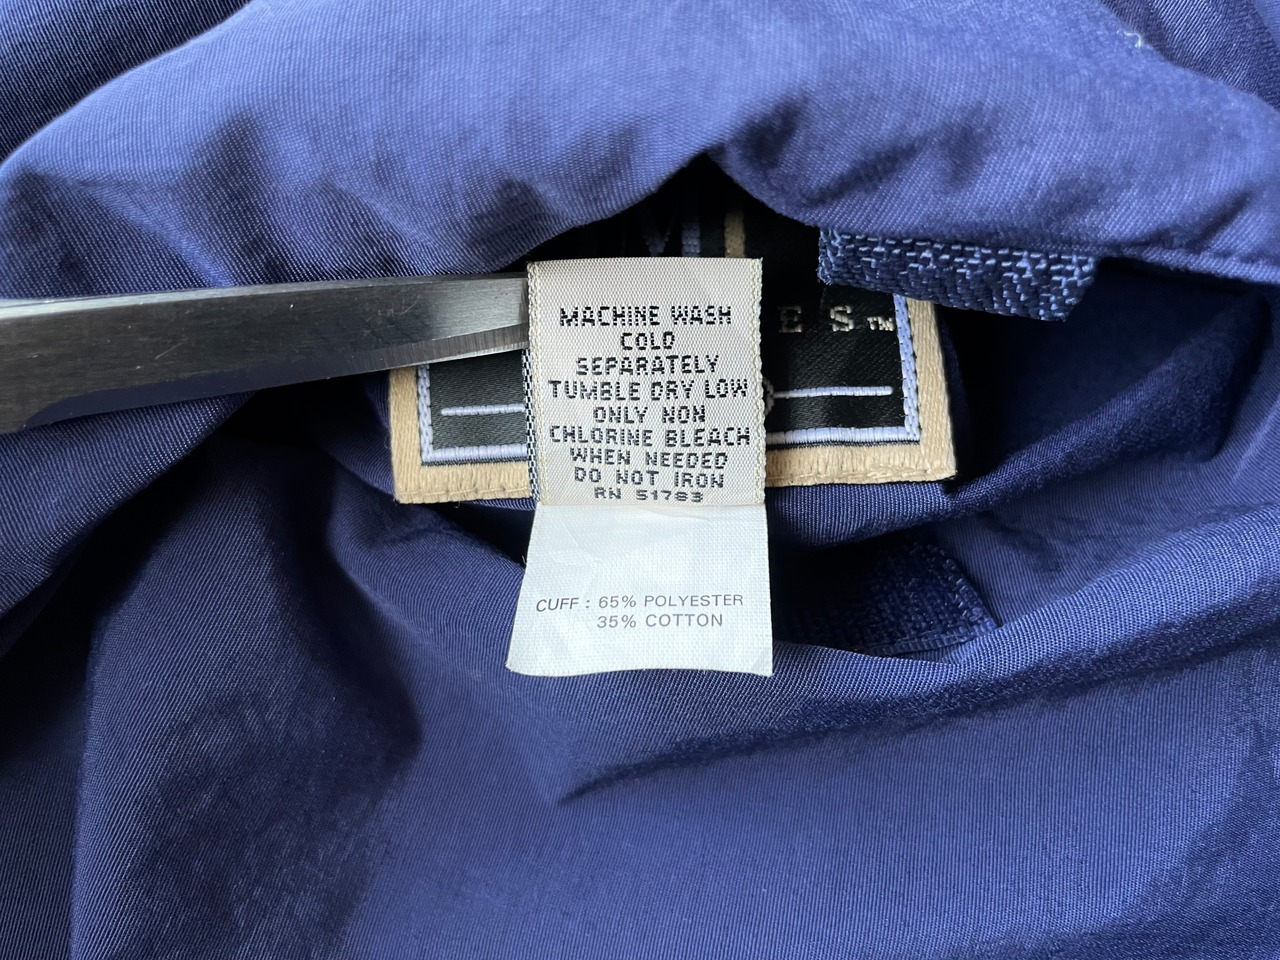 E S™
MACHINE WASH
COLD
SEPARATELY
TUMBLE DRY LOW
ONLY NON
CHLORINE BLEACH
WHEN NEEDED
DO NOT IRON
RN 51783
CUFF : 65% POLYESTER
35% COTTON